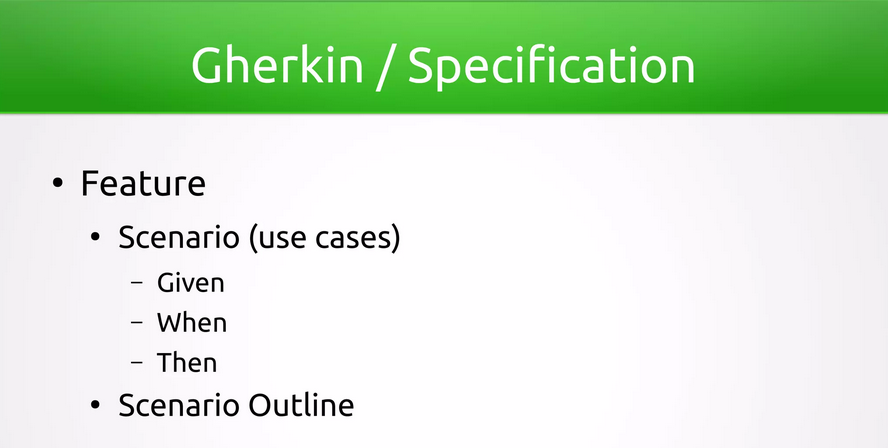 Gherkin / Specification
• Feature
• Scenario (use cases)
– Given
– When
– Then
• Scenario Outline